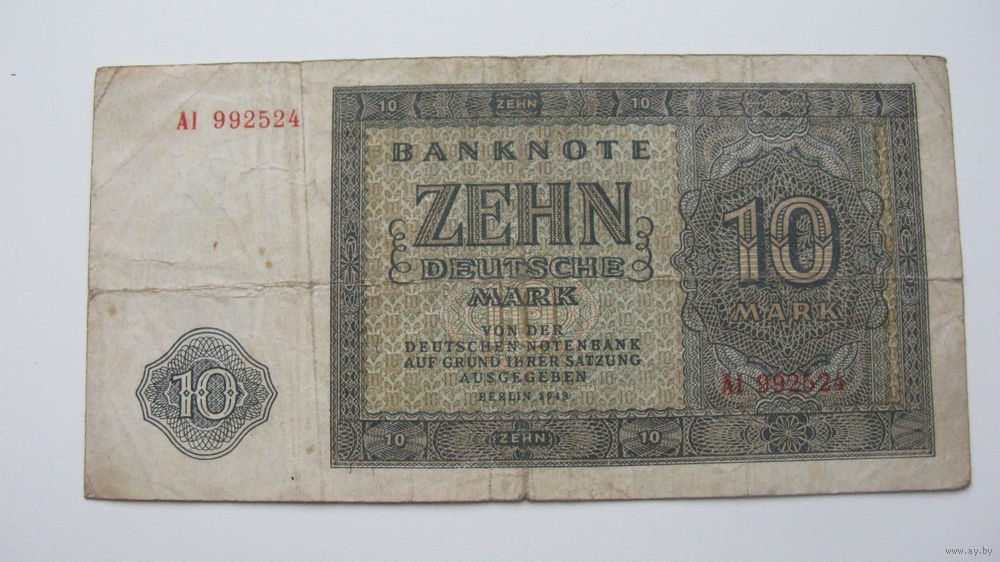 AI 992524
10 ZEHN 10
BANKNOTE
ZEHN
DEUTSCHE
MARK
VON DER
DEUTSCHEN NOTENBANK
AUF GRUND IHRER SATZUNG
AUSGEGEBEN
BERLIN 1948
10
MARK
AI 992524
10
10 ZEHN 10
www.ay.by